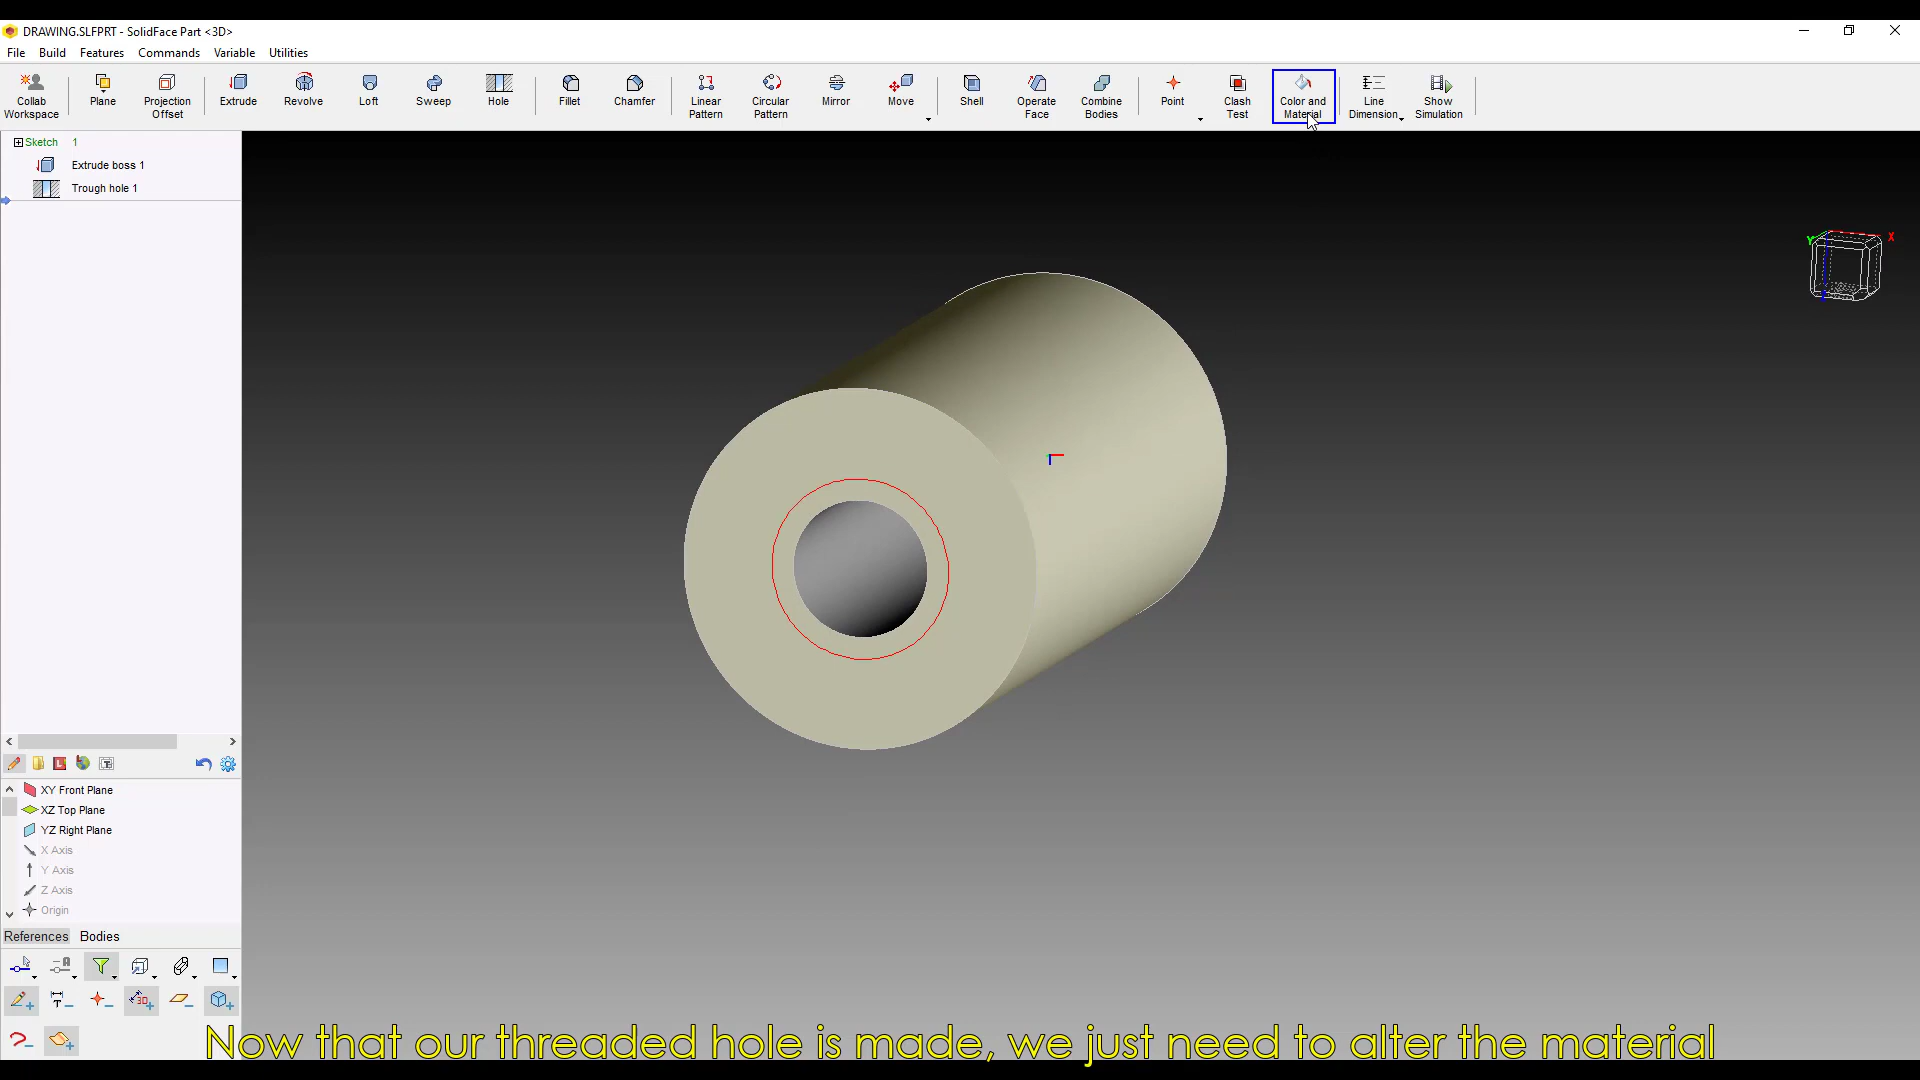 DRAWING.SLFPRT - SolidFace Part <3D>
File Build Features Commands Variable Utilities
Collab Workspace
Plane
Projection Offset
Extrude
Revolve
Loft
Sweep
Hole
Fillet
Chamfer
Linear Pattern
Circular Pattern
Mirror
Move
Shell
Operate Face
Combine Bodies
Point
Clash Test
Color and Material
Line Dimension
Show Simulation
Sketch 1
Extrude boss 1
Trough hole 1
Y X
XY Front Plane
XZ Top Plane
YZ Right Plane
X Axis
Y Axis
Z Axis
Origin
References Bodies
Now that our threaded hole is made, we just need to alter the material